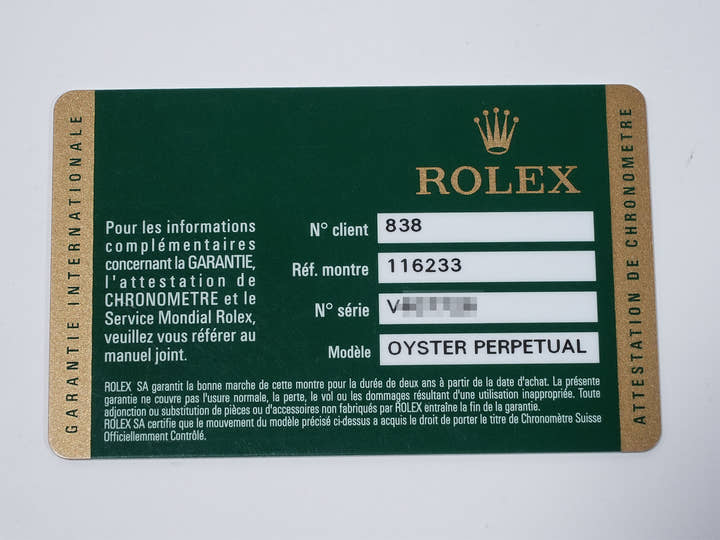 GARANTIE INTERNATIONALE
ROLEX
Pour les informations
complémentaires
concernant la GARANTIE,
l'attestation de
CHRONOMETRE et le
Service Mondial Rolex,
veuillez vous référer au
manuel joint.
N° client 838
Réf. montre 116233
N° série V
Modèle OYSTER PERPETUAL
ROLEX SA garantit la bonne marche de cette montre pour la durée de deux ans à partir de la date d'achat. La présente
garantie ne couvre pas l'usure normale, la perte, le vol ou les dommages résultant d'une utilisation inappropriée. Toute
adjonction ou substitution de pièces ou d'accessoires non fabriqués par ROLEX entraîne la fin de la garantie.
ROLEX SA certifie que le mouvement du modèle précisé ci-dessus a acquis le droit de porter le titre de Chronomètre Suisse
Officiellement Contrôlé.
ATTESTATION DE CHRONOMETRE